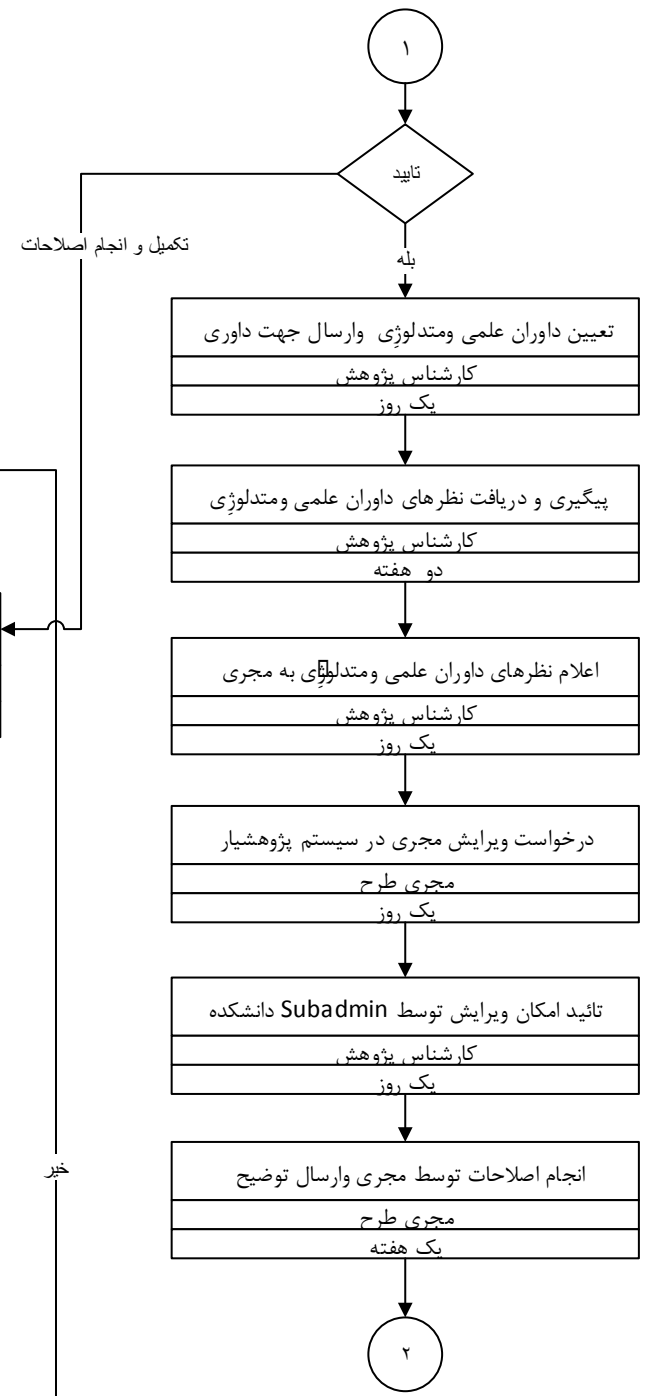 ۱
تایید
تکمیل و انجام اصلاحات
بله
تعیین داوران علمی ومتدلوژِی وارسال جهت داوری
کارشناس پژوهش
یک روز
پیگیری و دریافت نظرهای داوران علمی ومتدلوژِی
کارشناس پژوهش
دو هفته
اعلام نظرهای داوران علمی ومتدلوژِی به مجری
کارشناس پژوهش
یک روز
درخواست ویرایش مجری در سیستم پژوهشیار
مجری طرح
یک روز
تائید امکان ویرایش توسط Subadmin دانشکده
کارشناس پژوهش
یک روز
خیر
انجام اصلاحات توسط مجری وارسال توضیح
مجری طرح
یک هفته
۲